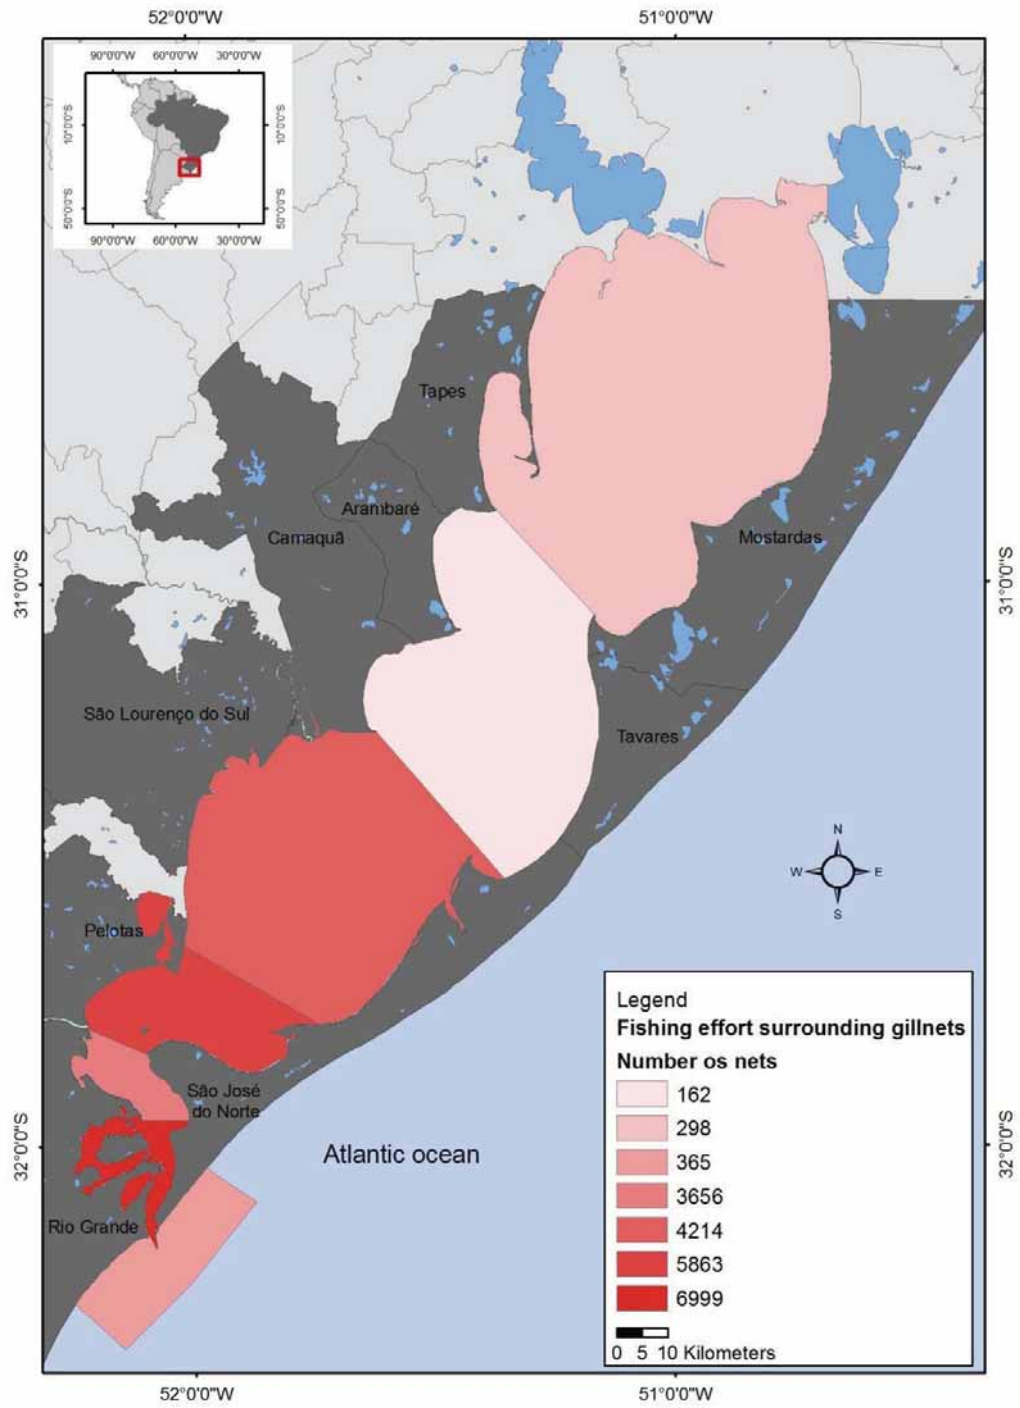 52°0'0"W
51°0'0"W
90°0'0"W
60°0'0"W
30°0'0"W
10°0'0"S
10°0'0"S
50°0'0"S
50°0'0"S
90°0'0"W
60°0'0"W
30°0'0"W
Tapes
Arambaré
Camaquã
Mostardas
31°0'0"S
31°0'0"S
São Lourenço do Sul
Tavares
N
W
E
S
Pelotas
São José
do Norte
Atlantic ocean
32°0'0"S
32°0'0"S
Rio Grande
Legend
Fishing effort surrounding gillnets
Number os nets
162
298
365
3656
4214
5863
6999
0 5 10 Kilometers
52°0'0"W
51°0'0"W